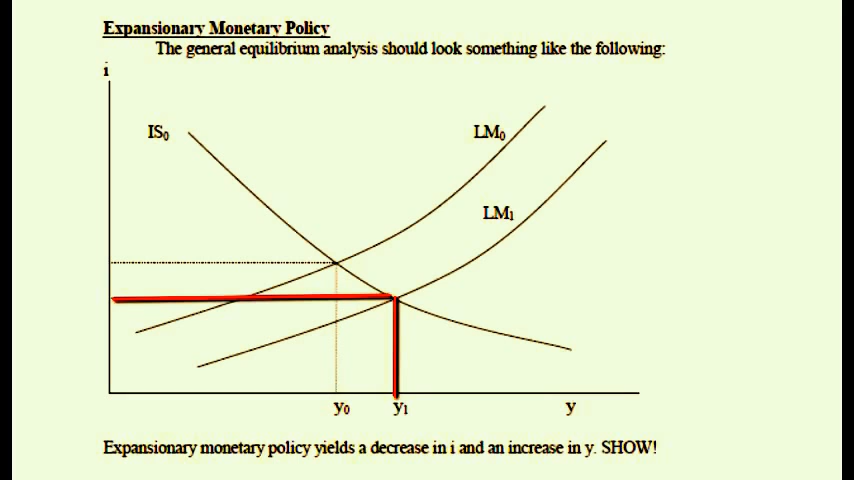 Expansionary Monetary Policy
The general equilibrium analysis should look something like the following:
i
IS₀
LM₀
LM₁
y₀ y₁ y
Expansionary monetary policy yields a decrease in i and an increase in y. SHOW!